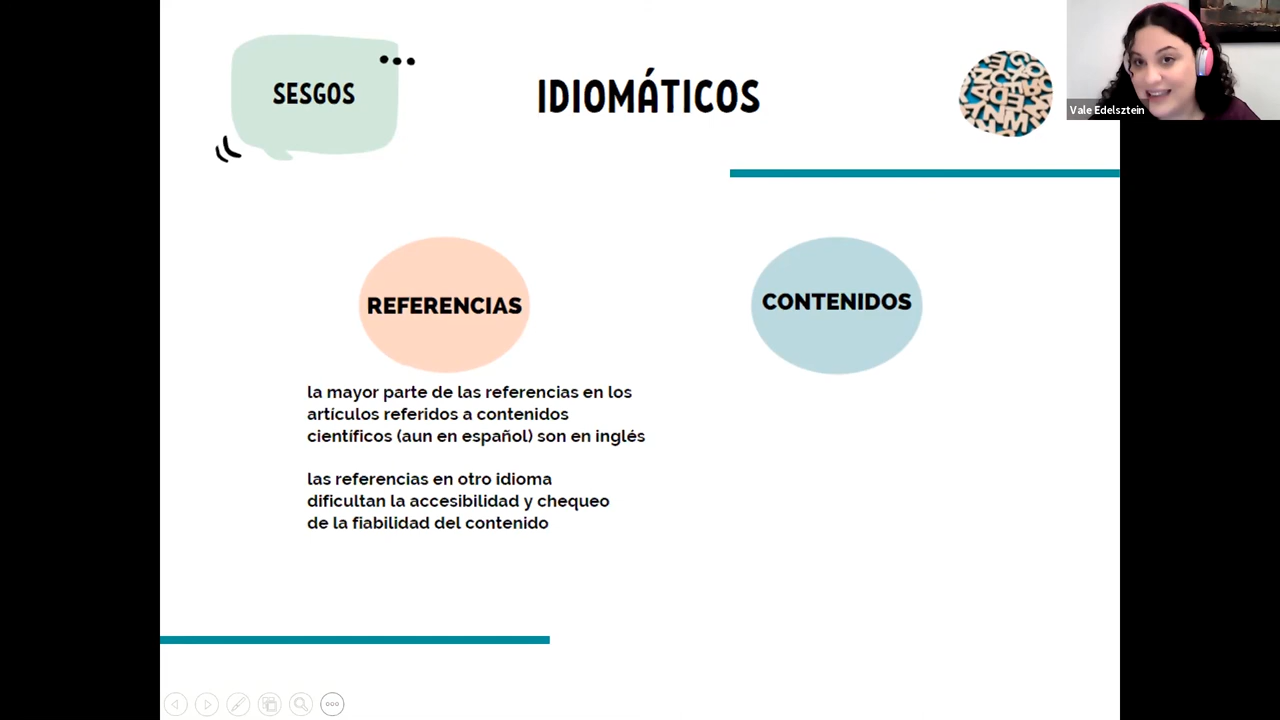 SESGOS
IDIOMÁTICOS
Vale Edelsztein
REFERENCIAS
CONTENIDOS
la mayor parte de las referencias en los
artículos referidos a contenidos
científicos (aun en español) son en inglés
las referencias en otro idioma
dificultan la accesibilidad y chequeo
de la fiabilidad del contenido